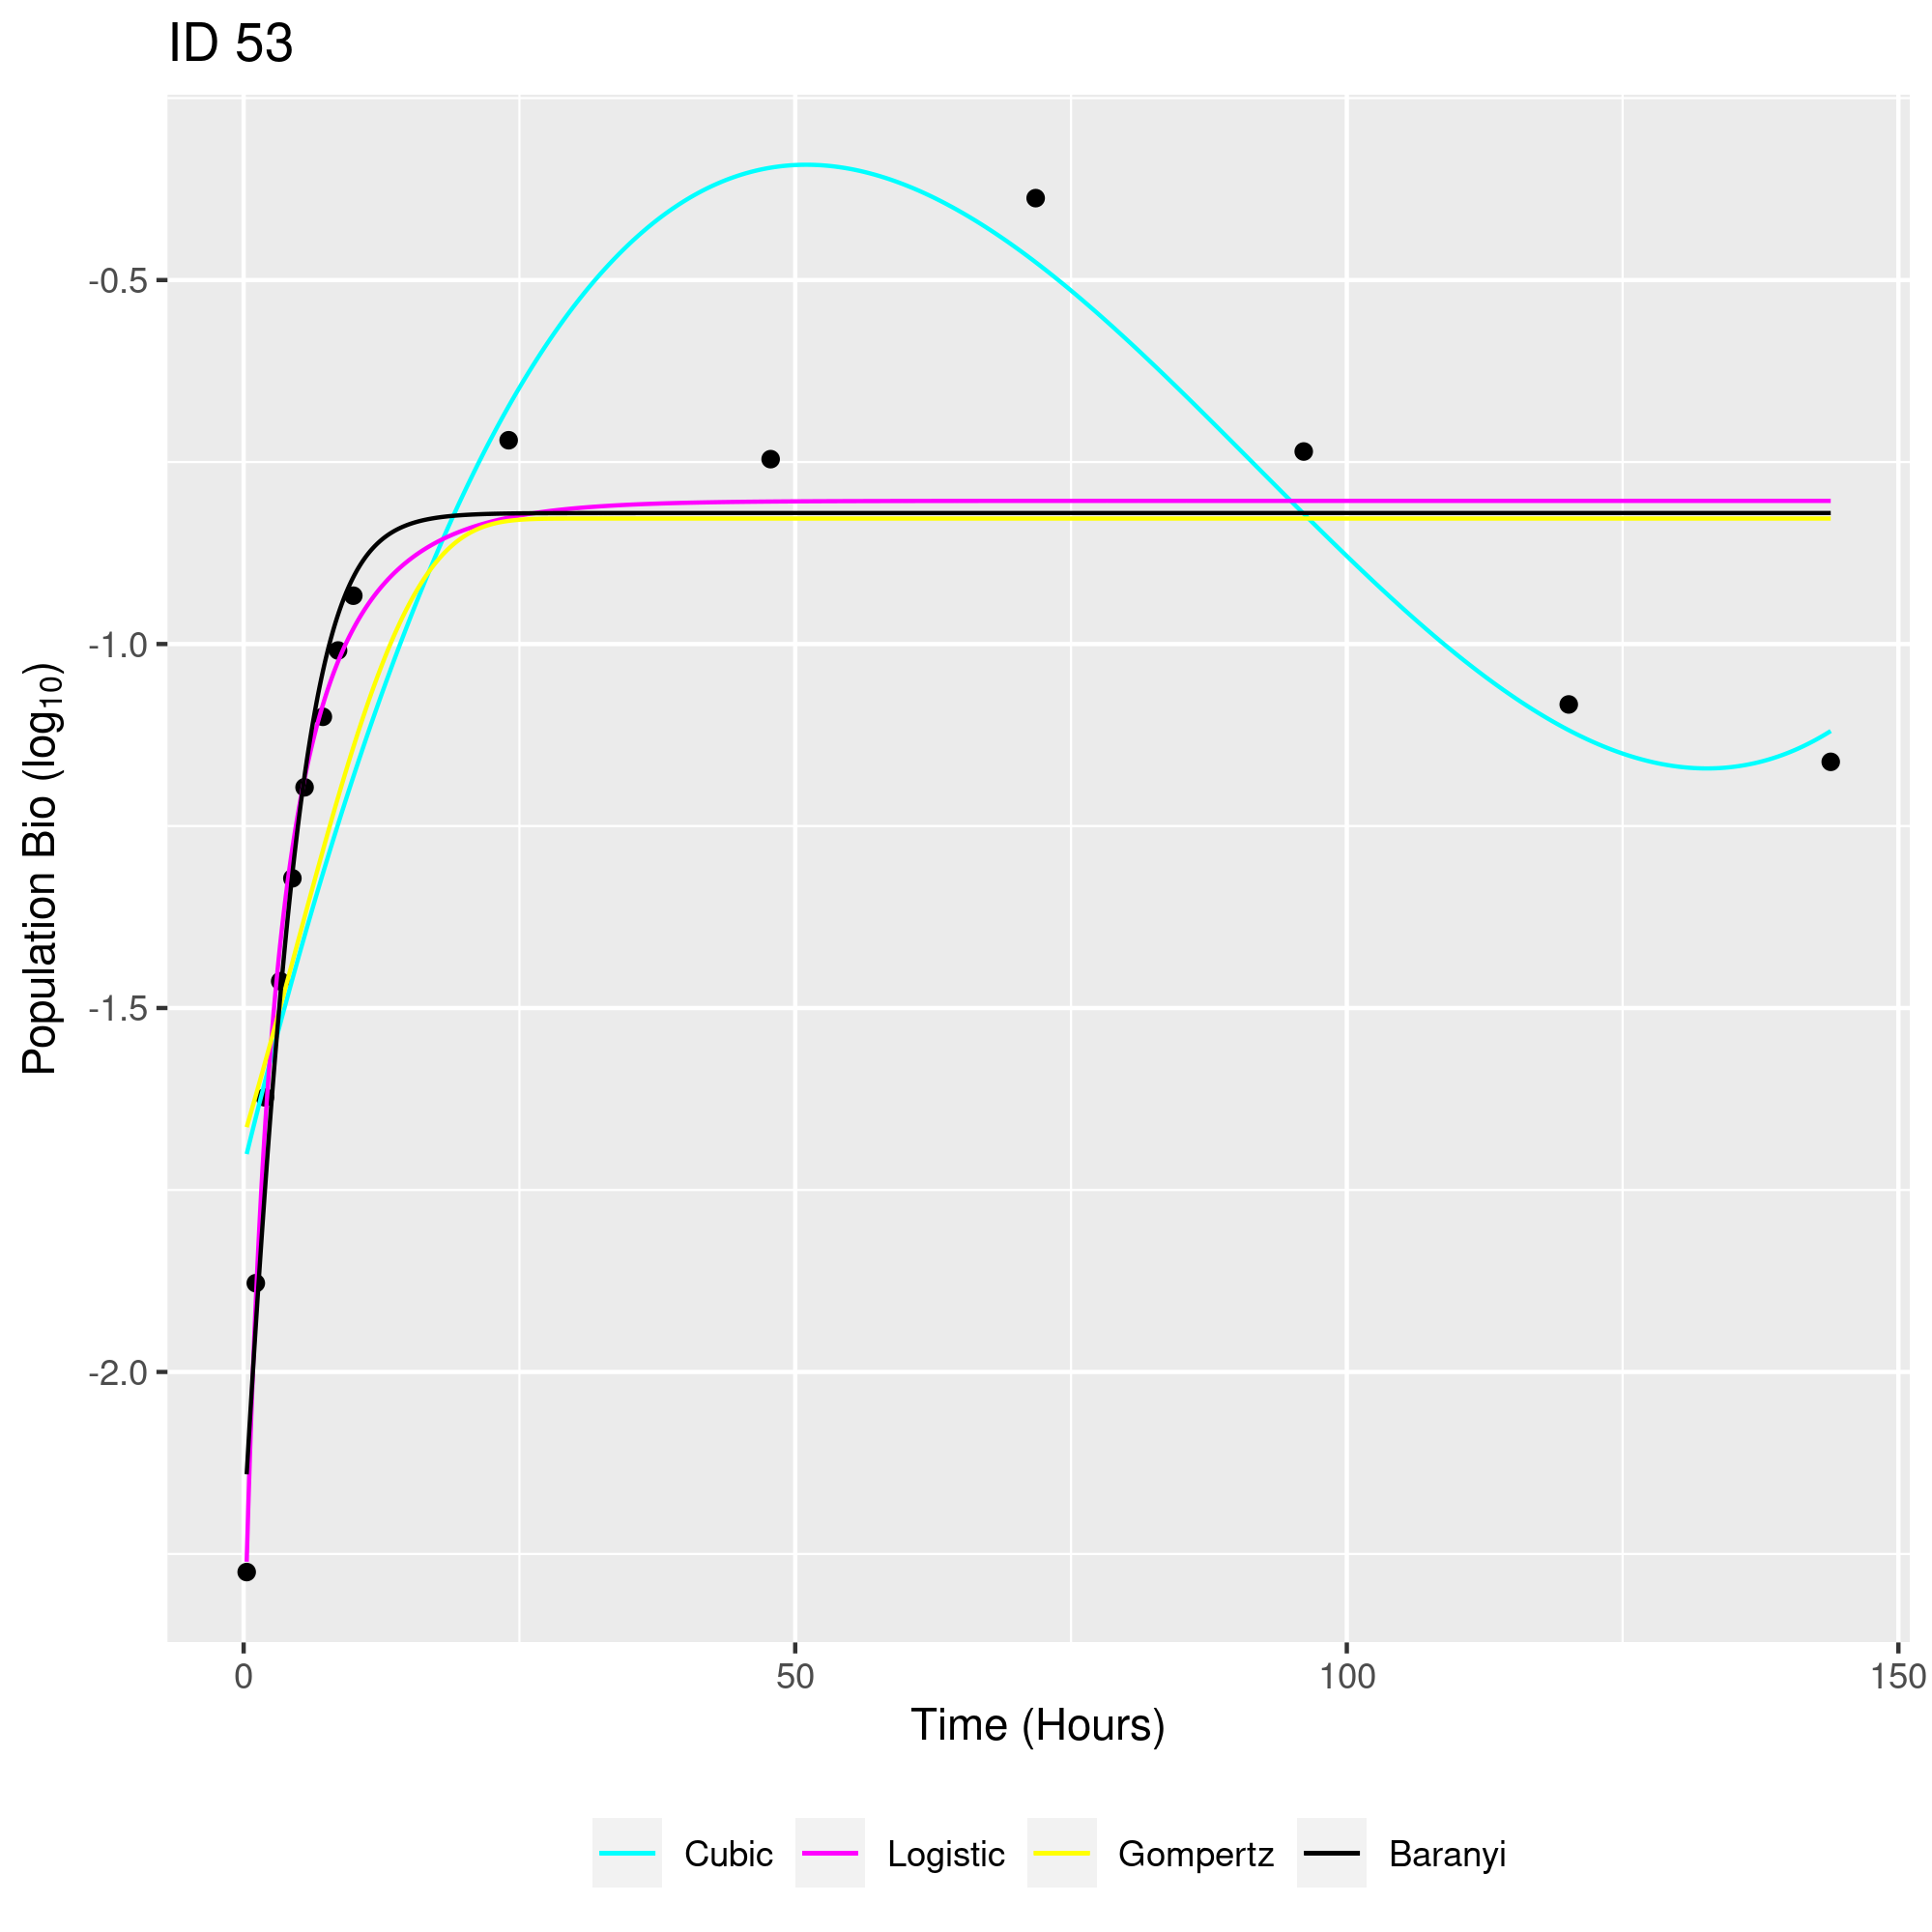 ID 53
-0.5
-1.0
-1.5
-2.0
Population Bio (log₁₀)
0 50 100 150
Time (Hours)
Cubic Logistic Gompertz Baranyi